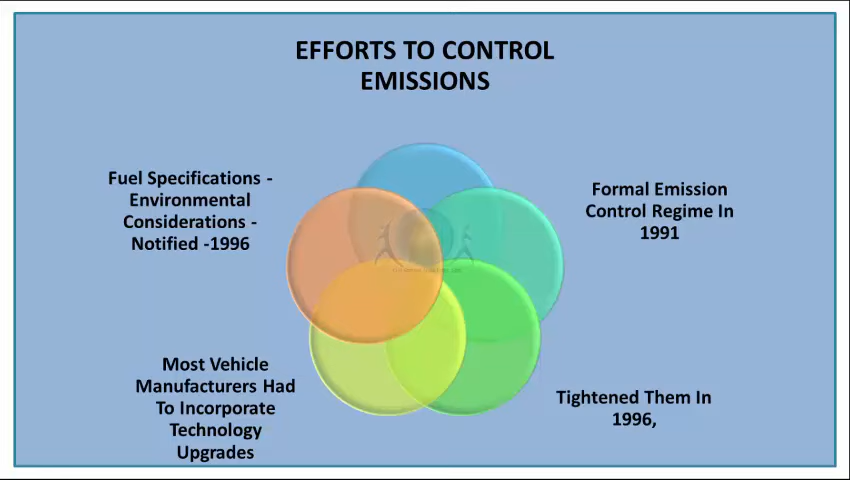 EFFORTS TO CONTROL
EMISSIONS
Fuel Specifications -
Environmental
Considerations -
Notified -1996
Formal Emission
Control Regime In
1991
Most Vehicle
Manufacturers Had
To Incorporate
Technology
Upgrades
Tightened Them In
1996,